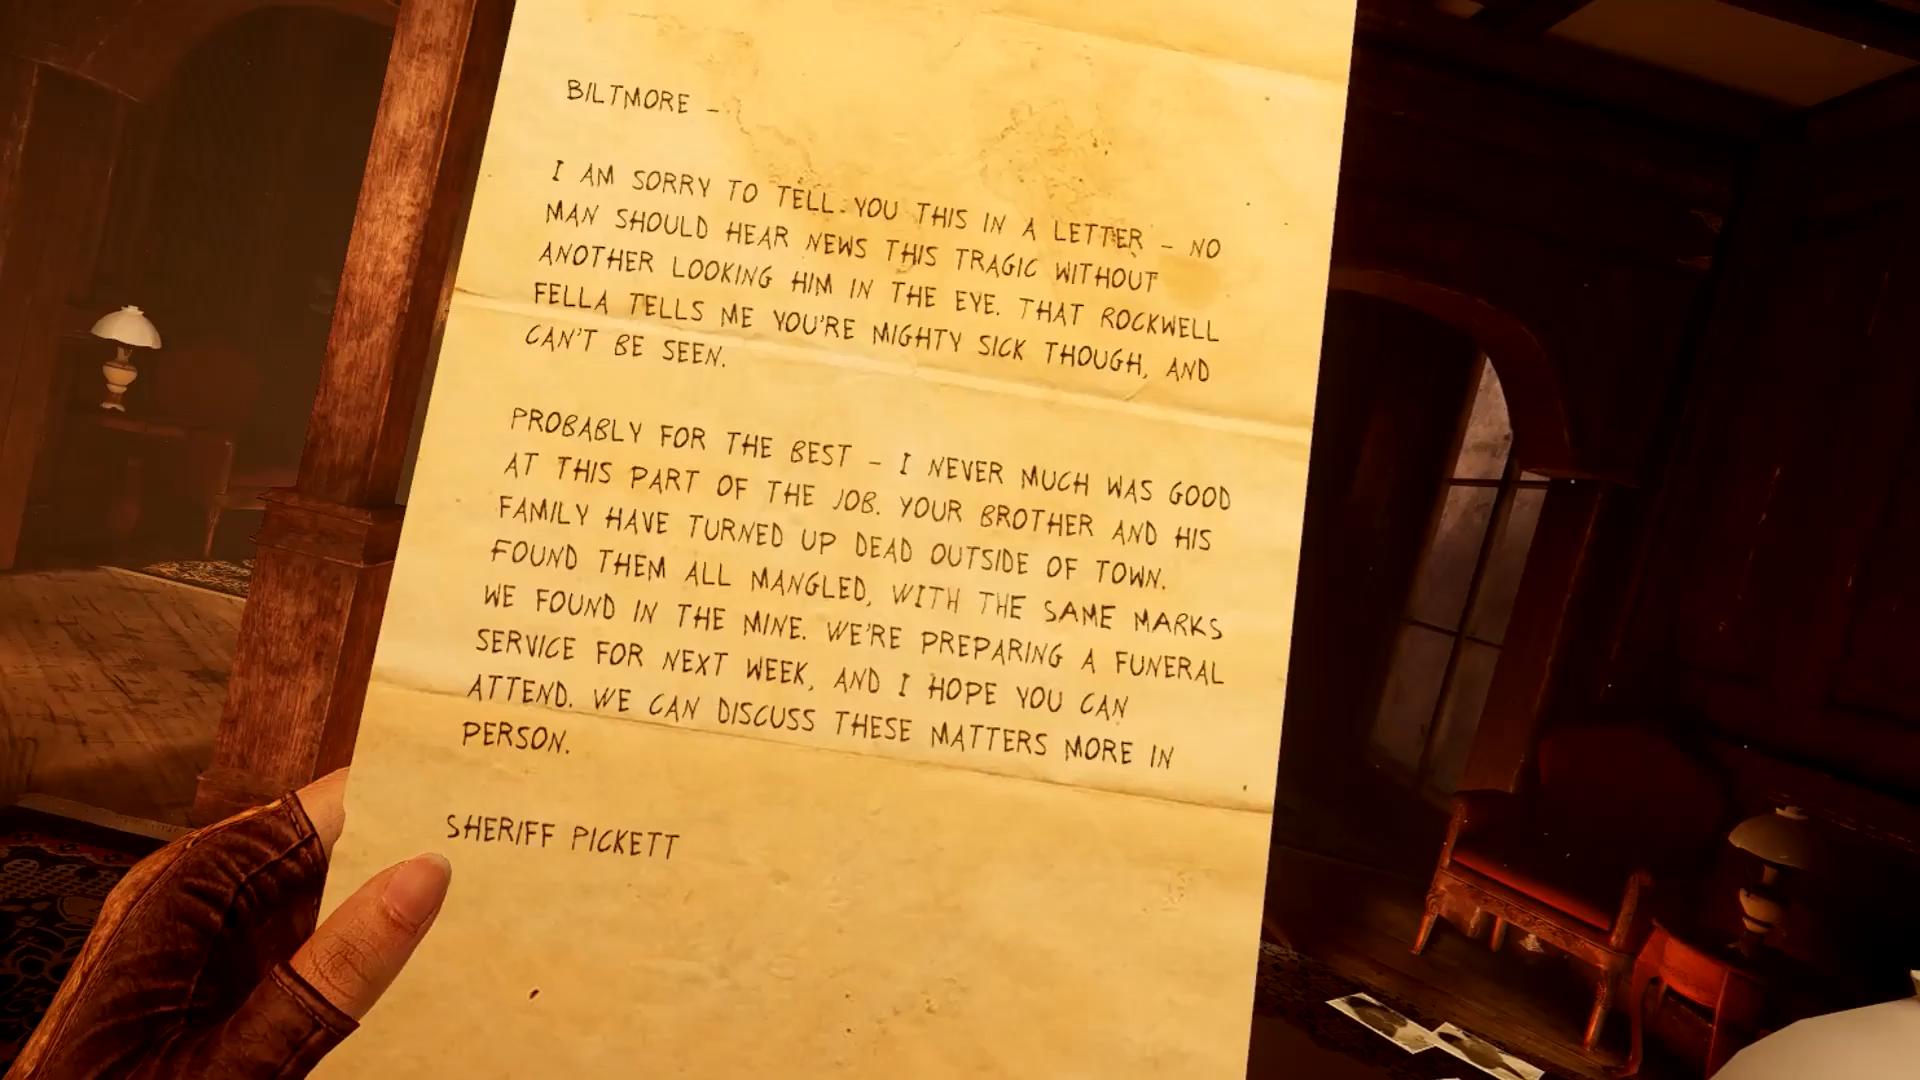 BILTMORE -
I AM SORRY TO TELL YOU THIS IN A LETTER - NO
MAN SHOULD HEAR NEWS THIS TRAGIC WITHOUT
ANOTHER LOOKING HIM IN THE EYE. THAT ROCKWELL
FELLA TELLS ME YOU'RE MIGHTY SICK THOUGH, AND
CAN'T BE SEEN.
PROBABLY FOR THE BEST - I NEVER MUCH WAS GOOD
AT THIS PART OF THE JOB. YOUR BROTHER AND HIS
FAMILY HAVE TURNED UP DEAD OUTSIDE OF TOWN.
FOUND THEM ALL MANGLED, WITH THE SAME MARKS
WE FOUND IN THE MINE. WE'RE PREPARING A FUNERAL
SERVICE FOR NEXT WEEK, AND I HOPE YOU CAN
ATTEND. WE CAN DISCUSS THESE MATTERS MORE IN
PERSON.
SHERIFF PICKETT